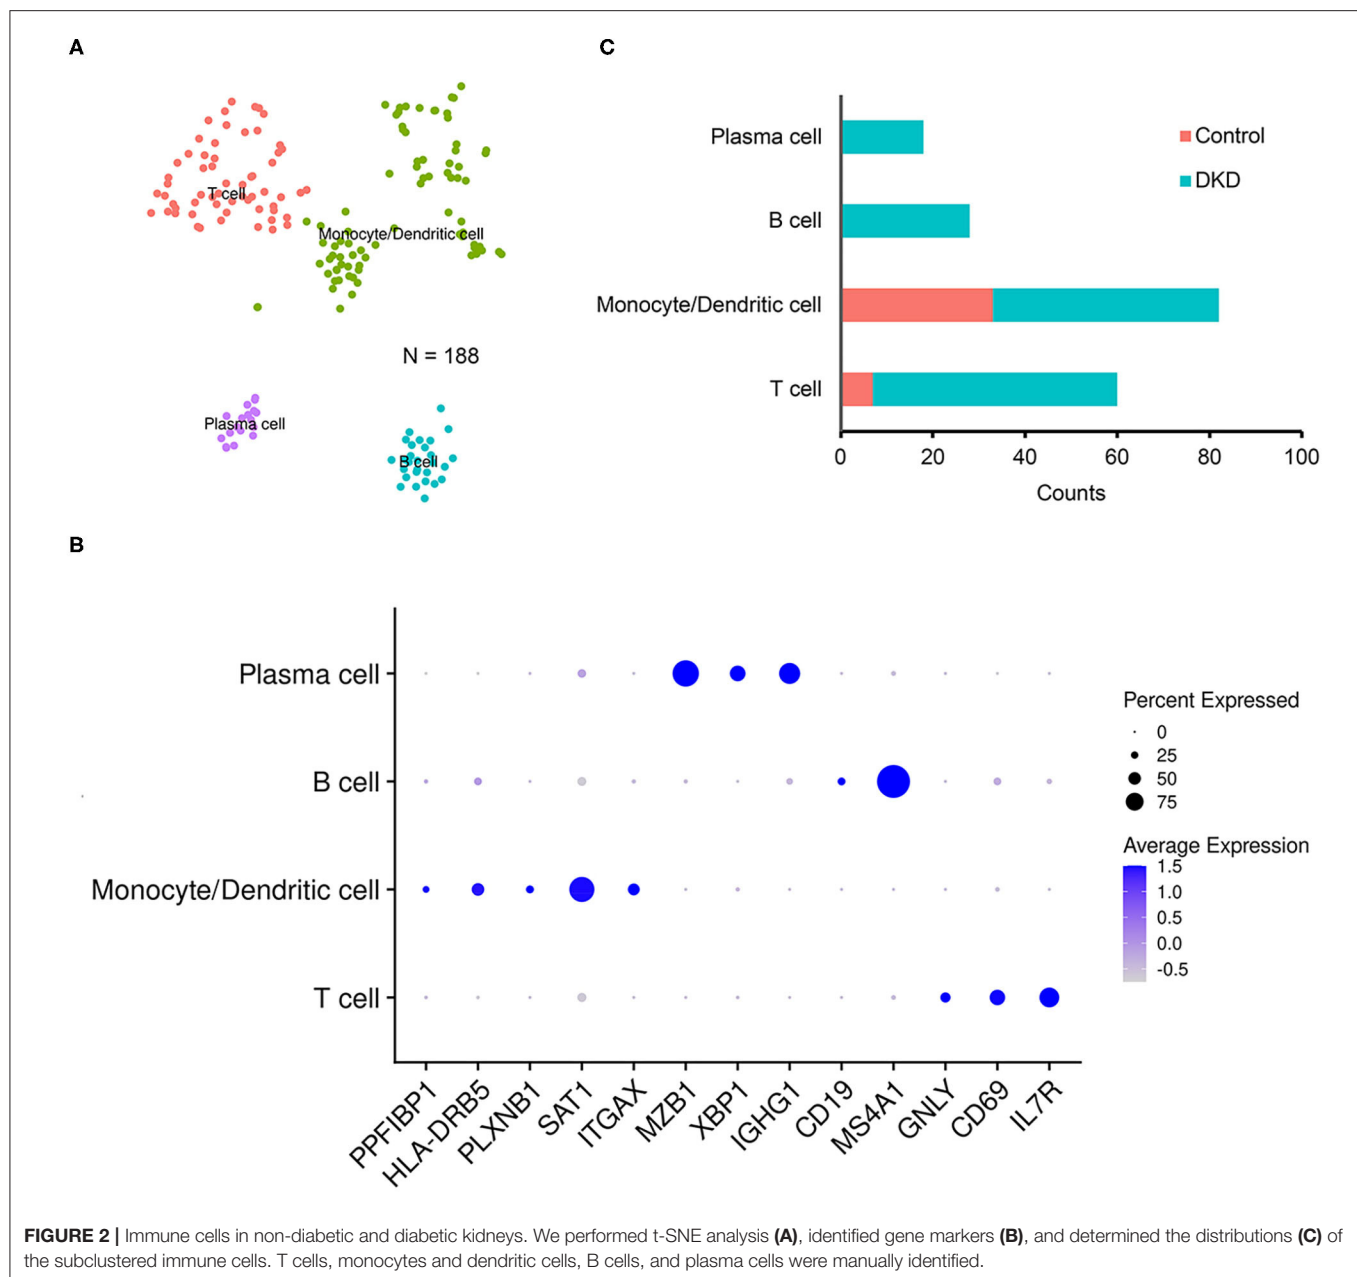 A
T cell
Monocyte/Dendritic cell
N = 188
Plasma cell
B cell
C
Plasma cell
B cell
Monocyte/Dendritic cell
T cell
0 20 40 60 80 100
Counts
Control
DKD
B
Plasma cell
B cell
Monocyte/Dendritic cell
T cell
PPFIBP1 HLA-DRB5 PLXNB1 SAT1 ITGAX MZB1 XBP1 IGHG1 CD19 MS4A1 GNLY CD69 IL7R
Percent Expressed
0
25
50
75
Average Expression
1.5
1.0
0.5
0.0
-0.5
FIGURE 2 | Immune cells in non-diabetic and diabetic kidneys. We performed t-SNE analysis (A), identified gene markers (B), and determined the distributions (C) of
the subclustered immune cells. T cells, monocytes and dendritic cells, B cells, and plasma cells were manually identified.